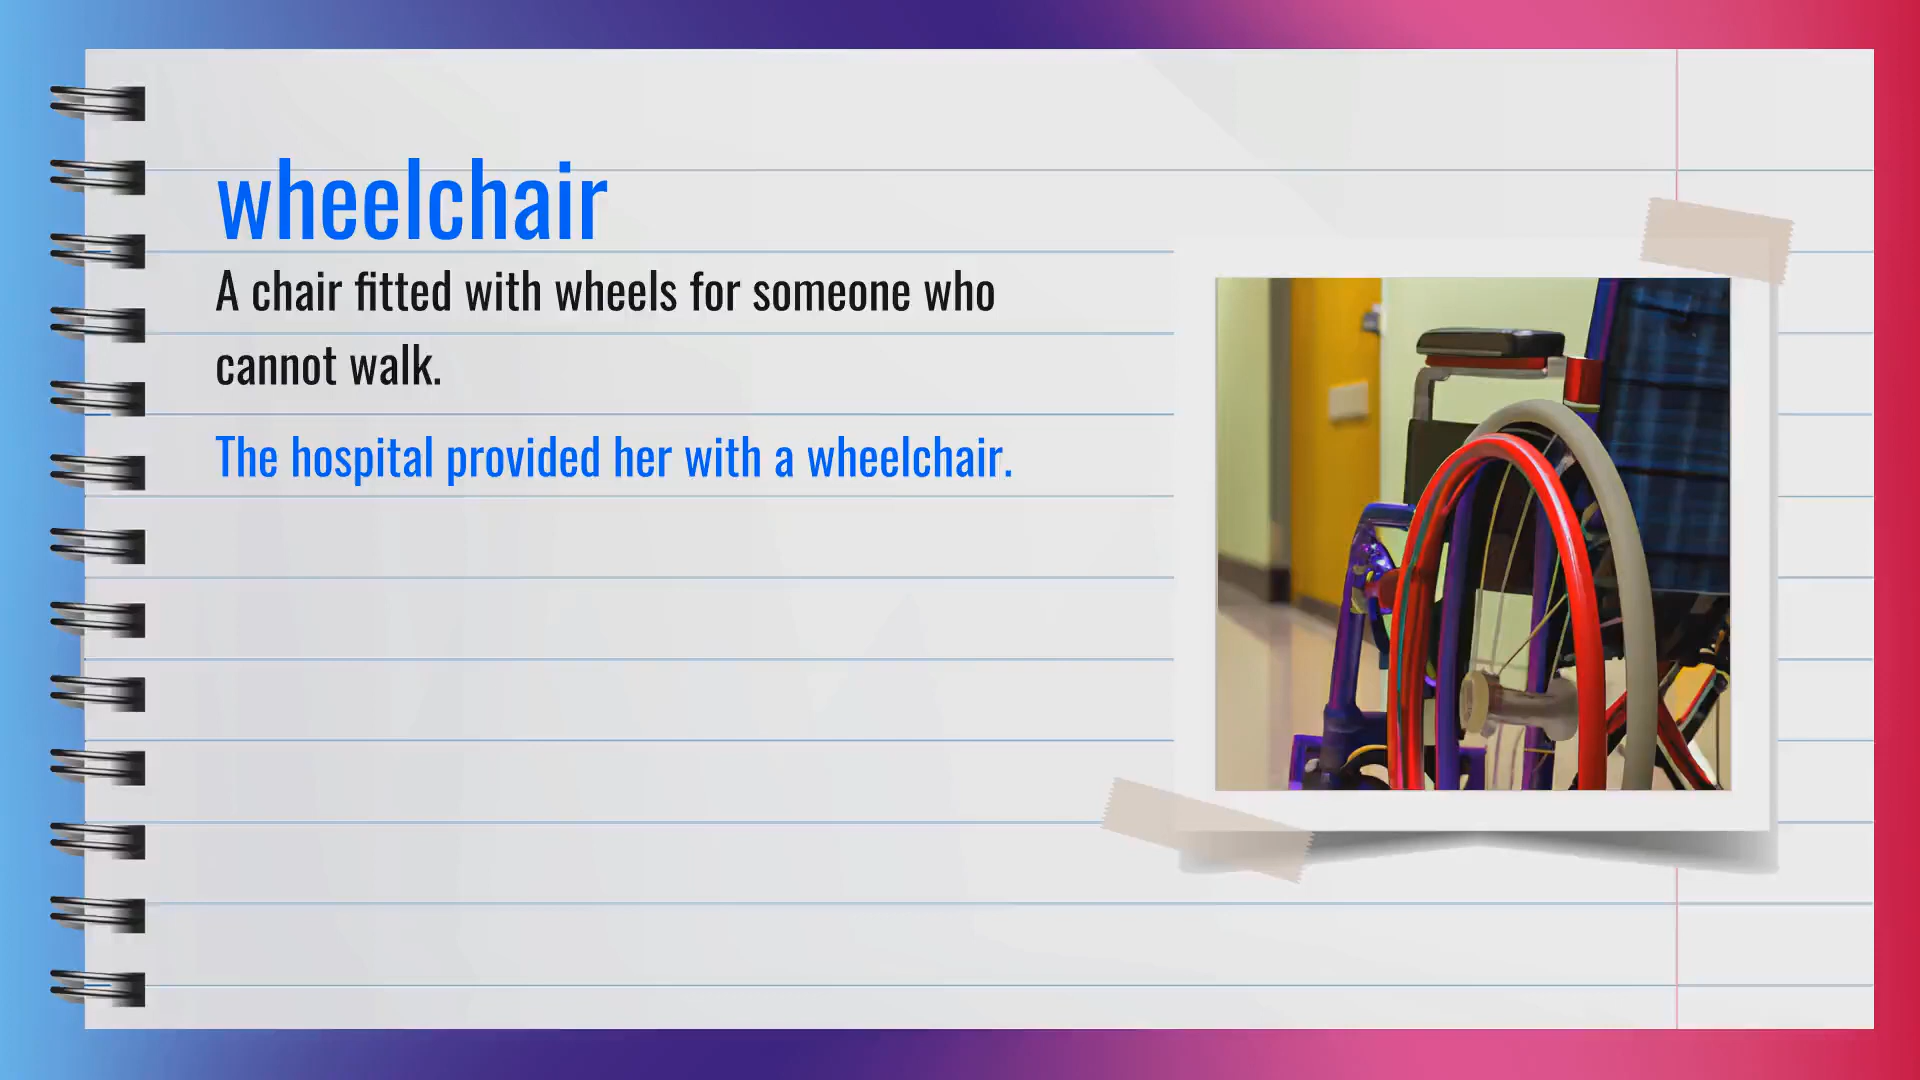 wheelchair
A chair fitted with wheels for someone who
cannot walk.
The hospital provided her with a wheelchair.